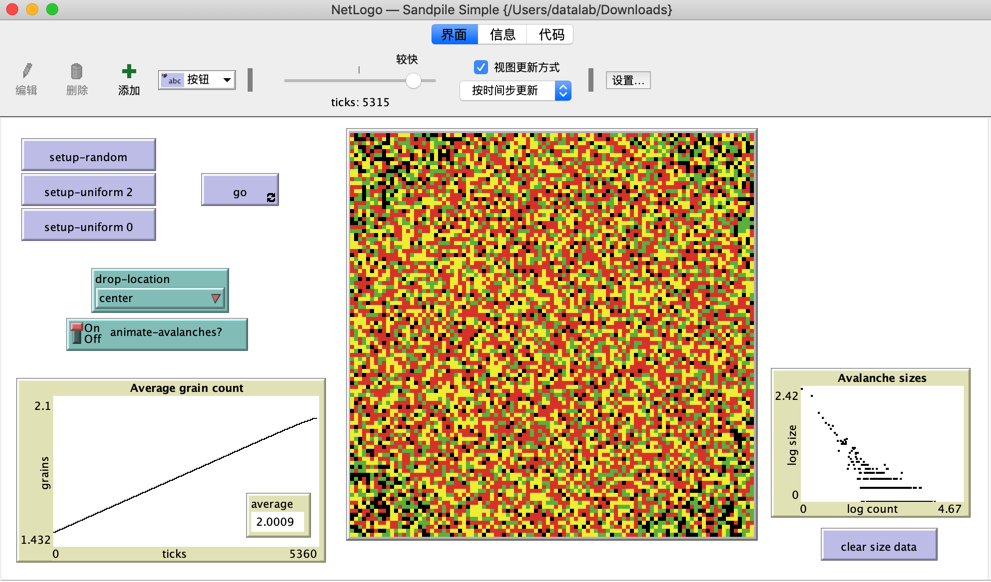 NetLogo — Sandpile Simple {/Users/datalab/Downloads}
界面 信息 代码
编辑 删除 添加 abc 按钮 较快 ticks: 5315 视图更新方式 按时间步更新 设置...
setup-random
setup-uniform 2
setup-uniform 0
go
drop-location
center
On
Off
animate-avalanches?
Average grain count
2.1
grains
1.432
0
ticks
5360
average
2.0009
Avalanche sizes
2.42
log size
0
0
log count
4.67
clear size data